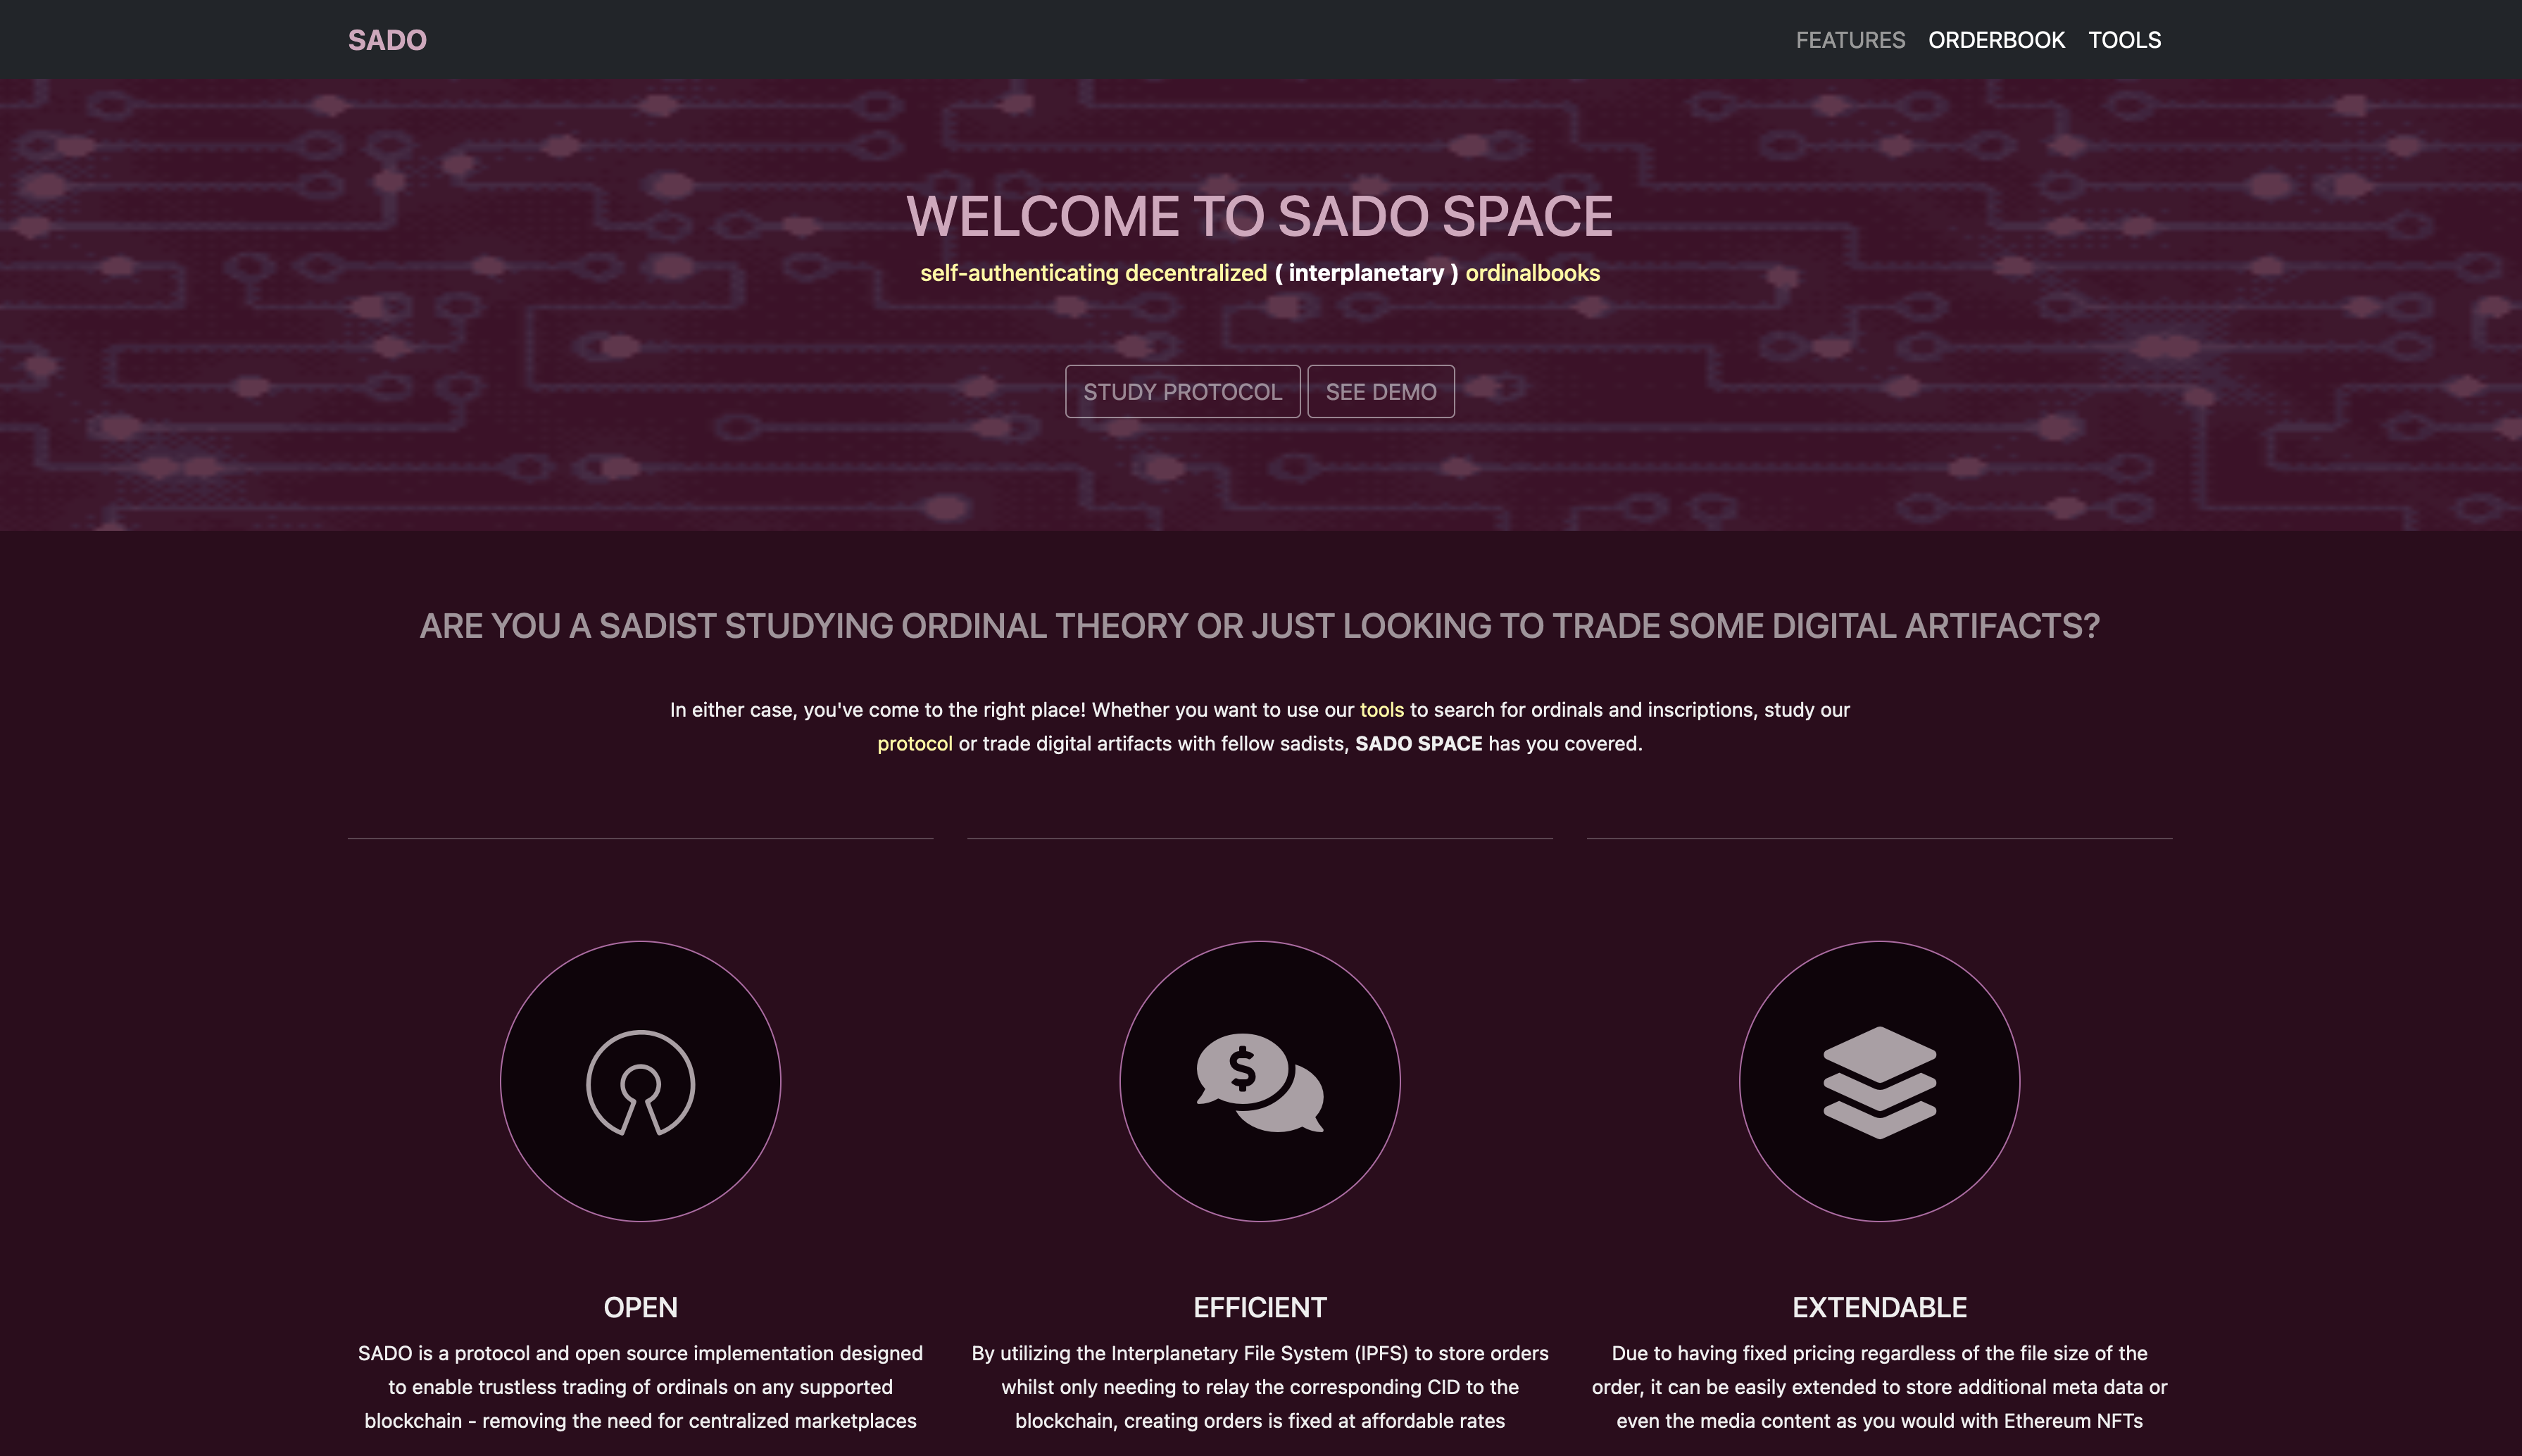 SADO
FEATURES ORDERBOOK TOOLS
WELCOME TO SADO SPACE
self-authenticating decentralized ( interplanetary ) ordinalbooks
STUDY PROTOCOL
SEE DEMO
ARE YOU A SADIST STUDYING ORDINAL THEORY OR JUST LOOKING TO TRADE SOME DIGITAL ARTIFACTS?
In either case, you've come to the right place! Whether you want to use our tools to search for ordinals and inscriptions, study our
protocol or trade digital artifacts with fellow sadists, SADO SPACE has you covered.
$
OPEN
SADO is a protocol and open source implementation designed
to enable trustless trading of ordinals on any supported
blockchain - removing the need for centralized marketplaces
EFFICIENT
By utilizing the Interplanetary File System (IPFS) to store orders
whilst only needing to relay the corresponding CID to the
blockchain, creating orders is fixed at affordable rates
EXTENDABLE
Due to having fixed pricing regardless of the file size of the
order, it can be easily extended to store additional meta data or
even the media content as you would with Ethereum NFTs